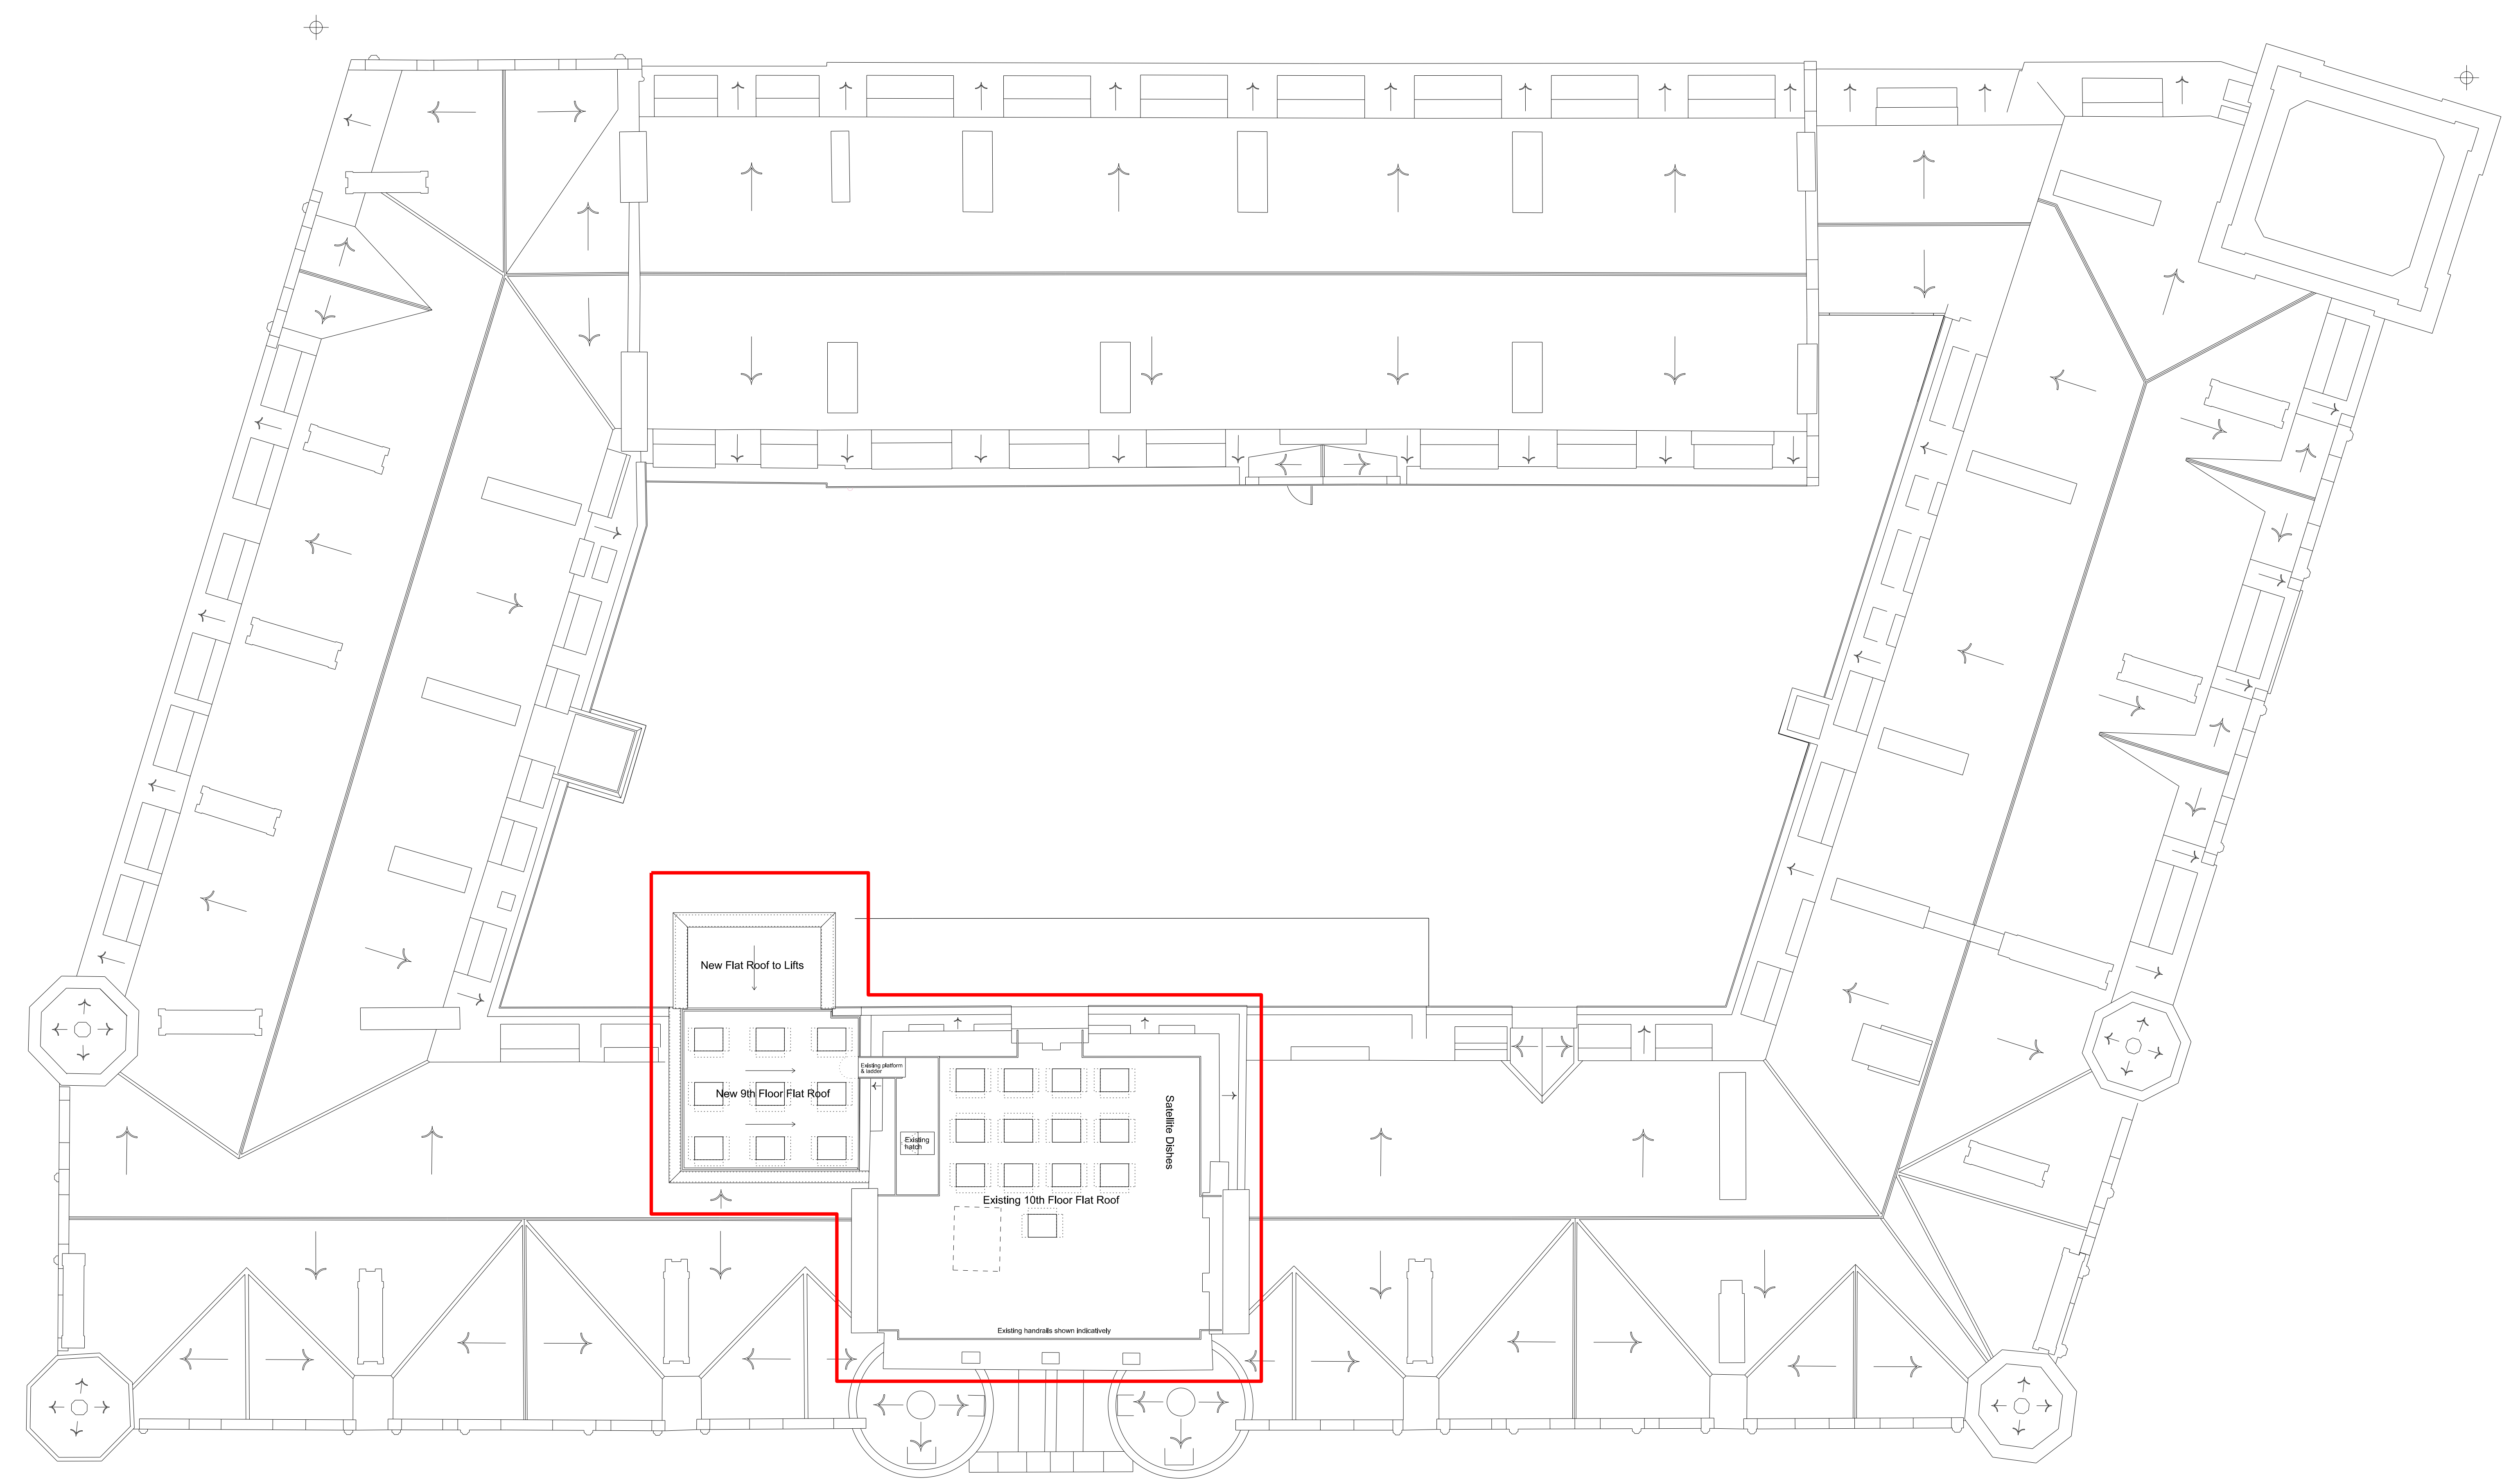 New Flat Roof to Lifts
Existing platform
& ladder
New 9th Floor Flat Roof
Existing
hatch
Satellite Dishes
Existing 10th Floor Flat Roof
Existing handrails shown indicatively